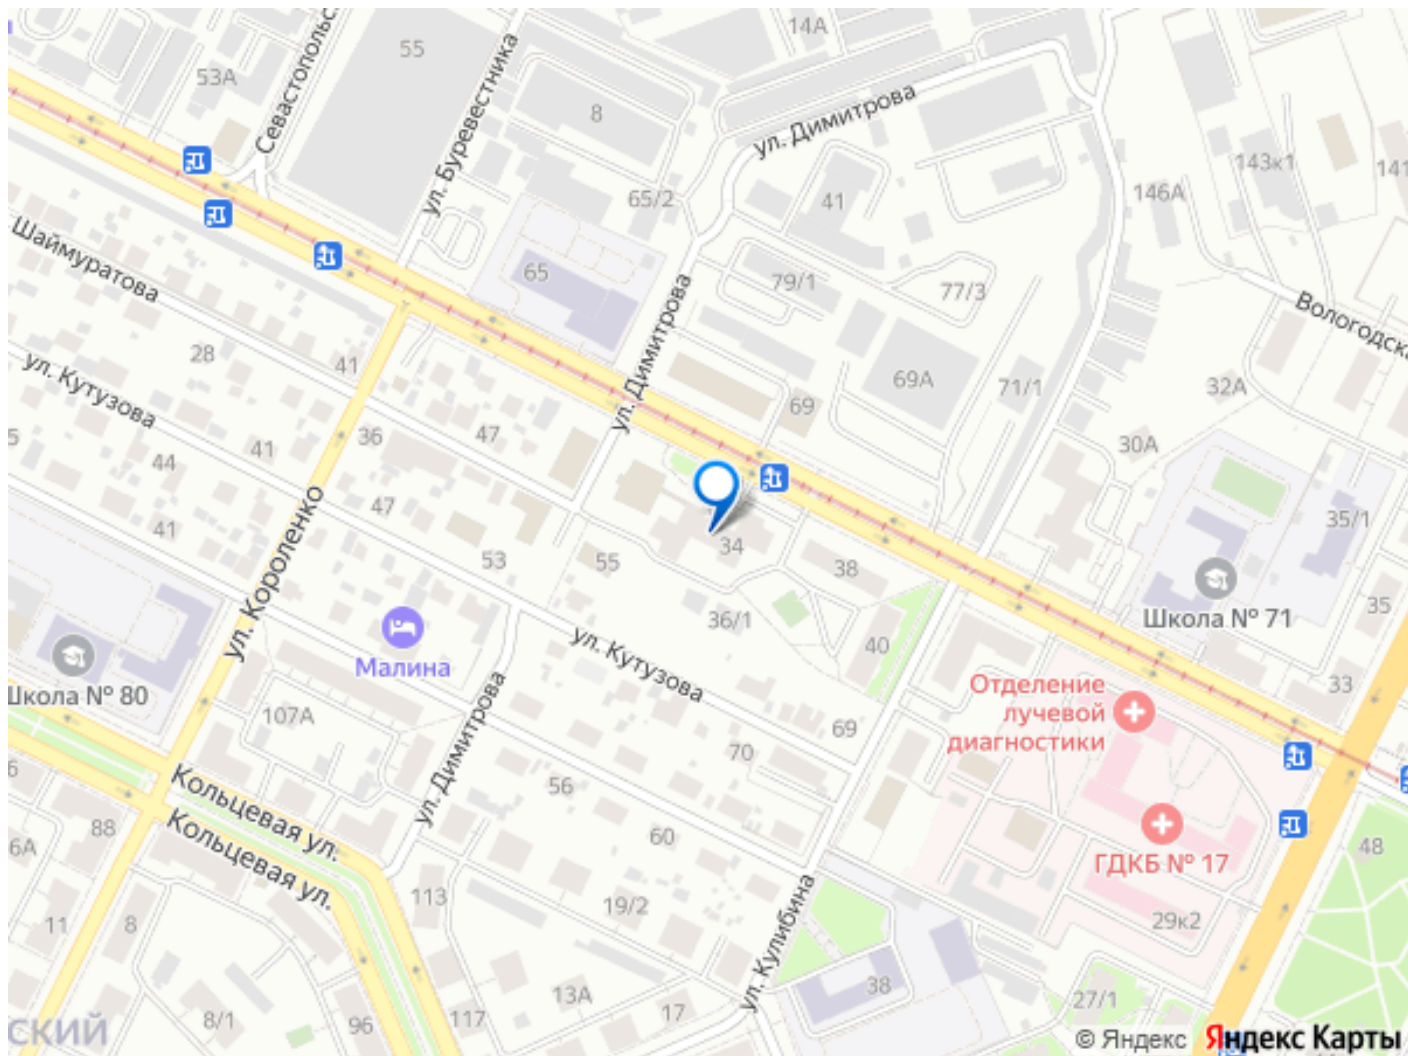 14А
55
53А
Севастопольс
ул. Буревестника
8
ул. Димитрова
143к1
141
146А
65/2
41
Шаймуратова
65
79/1
77/3
ул. Димитрова
Вологодска
28
41
69А
71/1
32А
ул. Кутузова
69
47
36
30А
5
41
44
47
34
35/1
41
53
55
38
ул. Короленко
Школа № 71
35
36/1
Малина
ул. Кутузова
40
Школа № 80
Отделение
лучевой
диагностики
33
107А
69
70
ул. Димитрова
6
Кольцевая ул.
56
88
Кольцевая ул.
60
ГДКБ № 17
48
6А
113
19/2
29к2
11
8
ул. Кулибина
38
13А
17
27/1
8/1
96
117
ский
© Яндекс Яндекс Карты